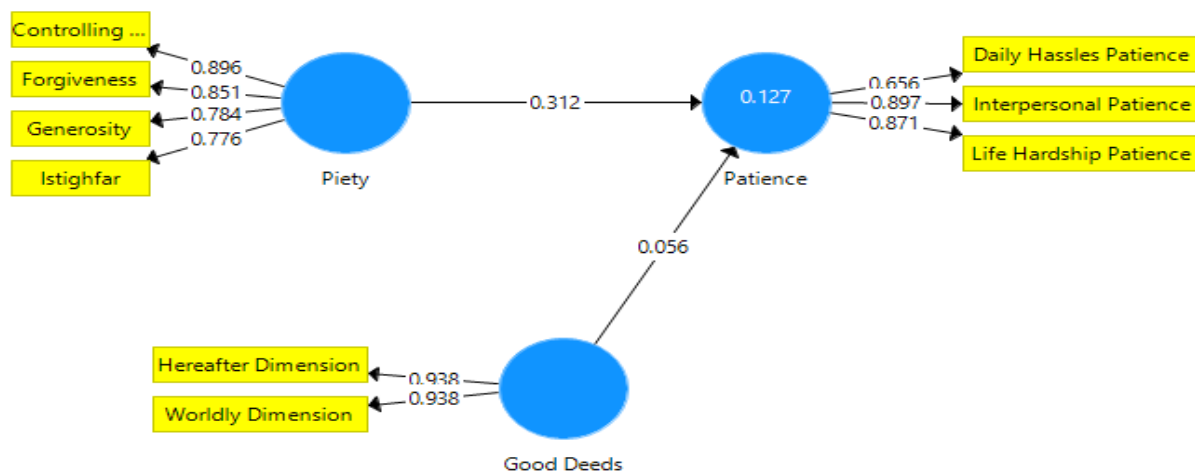 Controlling ...
0.896
Forgiveness
0.851
Generosity
0.784
0.776
Istighfar
Piety
0.312
0.127
Patience
0.656
Daily Hassles Patience
0.897
Interpersonal Patience
0.871
Life Hardship Patience
0.056
Hereafter Dimension
0.938
0.938
Worldly Dimension
Good Deeds